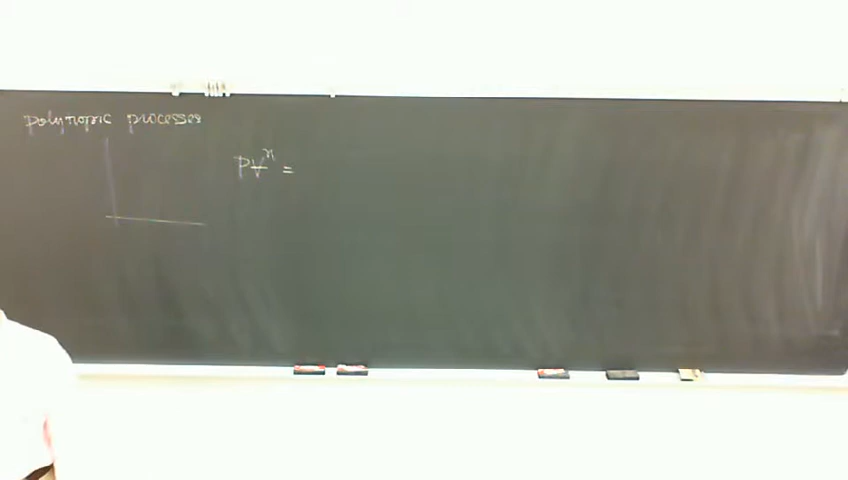 polytropic processes
PV̶ⁿ =